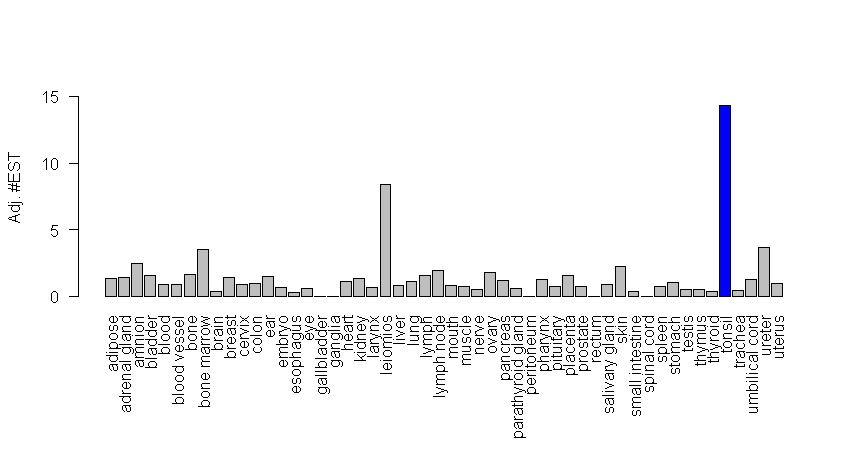 Adj. #EST
15
10
5
0
adipose
adrenal gland
amnion
bladder
blood
blood vessel
bone
bone marrow
brain
breast
cervix
colon
ear
embryo
esophagus
eye
gallbladder
ganglia
heart
kidney
larynx
leiomios
liver
lung
lymph
lymph node
mouth
muscle
nerve
ovary
pancreas
parathyroid gland
peritoneum
pharynx
pituitary
placenta
prostate
rectum
salivary gland
skin
small intestine
spinal cord
spleen
stomach
testis
thymus
thyroid
tonsil
trachea
umbilical cord
ureter
uterus